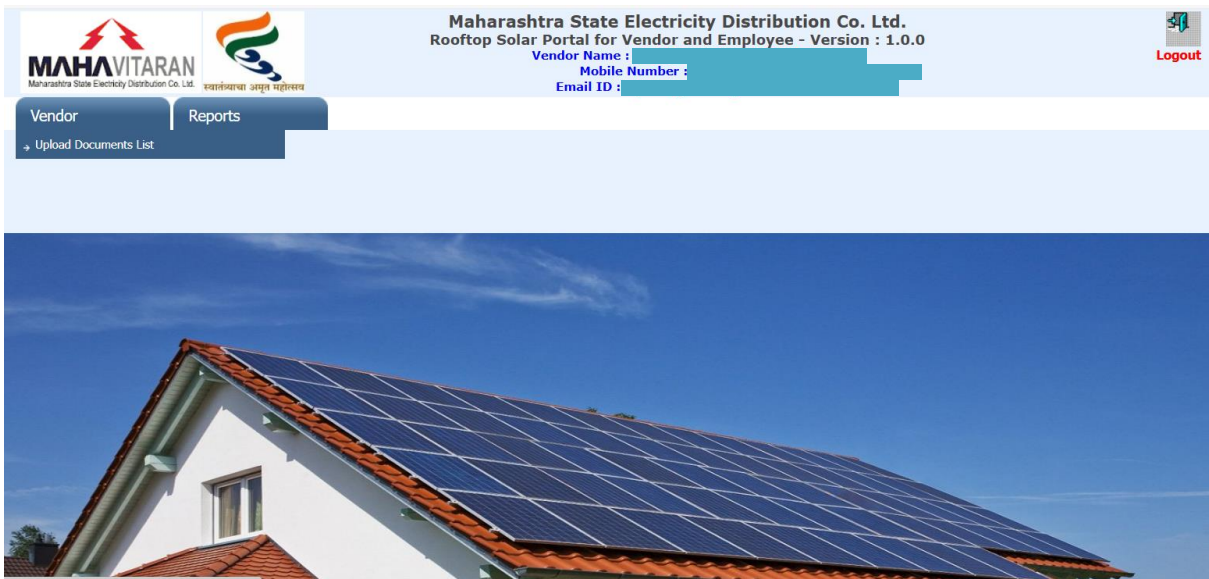 MAHAVITARAN
Maharashtra State Electricity Distribution Co. Ltd.
स्वातंत्र्याचा अमृत महोत्सव
Maharashtra State Electricity Distribution Co. Ltd.
Rooftop Solar Portal for Vendor and Employee - Version : 1.0.0
Vendor Name :
Mobile Number :
Email ID :
Logout
Vendor Reports
Upload Documents List